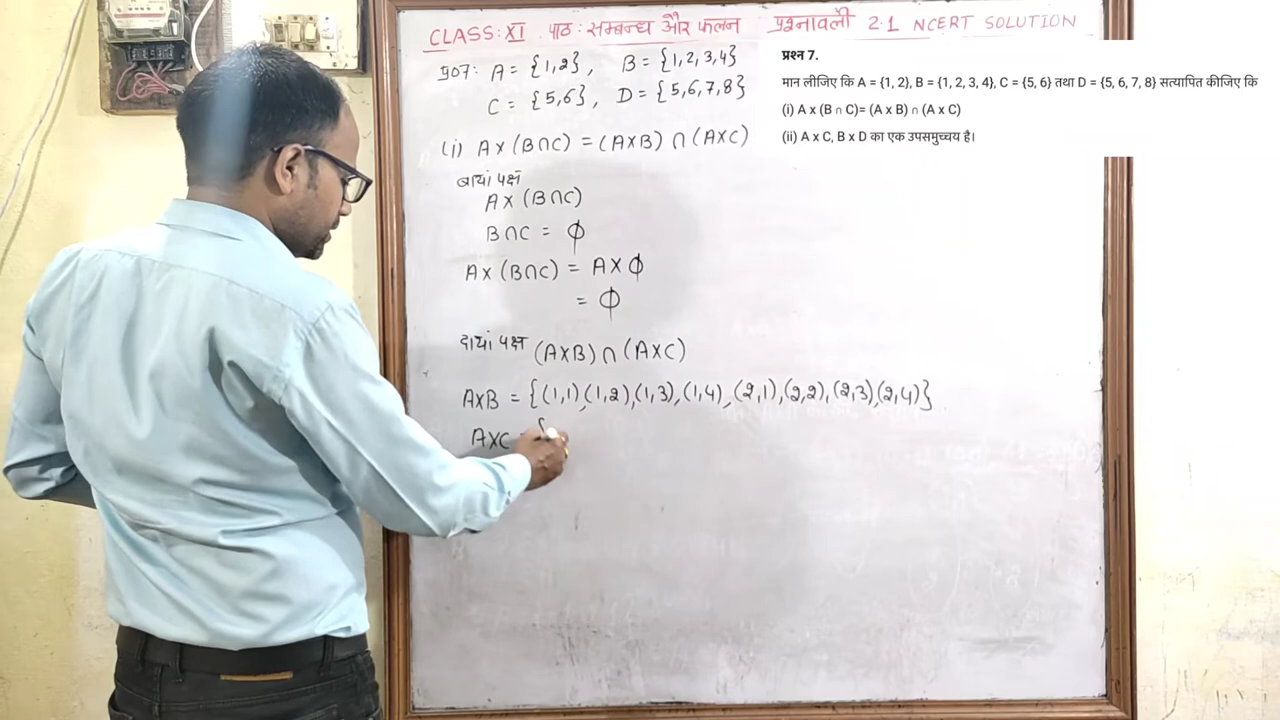 CLASS: XI पाठ: सम्बन्ध और फलन प्रश्नावली 2.1 NCERT SOLUTION
प्र07: A = {1,2}, B = {1,2,3,4}
C = {5,6}, D = {5,6,7,8}
(i) A×(B∩C) = (A×B)∩(A×C)
बायां पक्ष
A×(B∩C)
B∩C = ϕ
A×(B∩C) = A×ϕ
= ϕ
दायां पक्ष (A×B)∩(A×C)
A×B = {(1,1),(1,2),(1,3),(1,4),(2,1),(2,2),(2,3),(2,4)}
A×C = {
प्रश्न 7.
मान लीजिए कि A = {1, 2}, B = {1, 2, 3, 4}, C = {5, 6} तथा D = {5, 6, 7, 8} सत्यापित कीजिए कि
(i) A x (B ∩ C)= (A x B) ∩ (A x C)
(ii) A x C, B x D का एक उपसमुच्चय है।